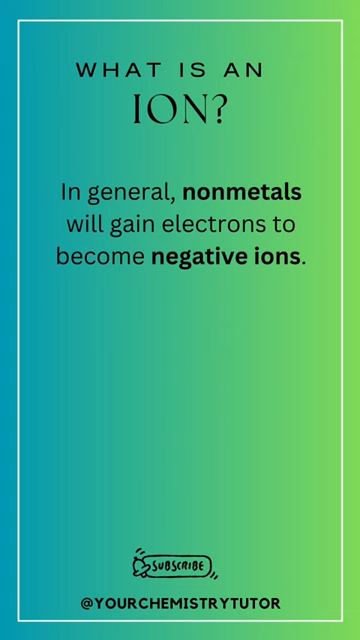 WHAT IS AN
ION?
In general, nonmetals
will gain electrons to
become negative ions.
SUBSCRIBE
@YOURCHEMISTRYTUTOR